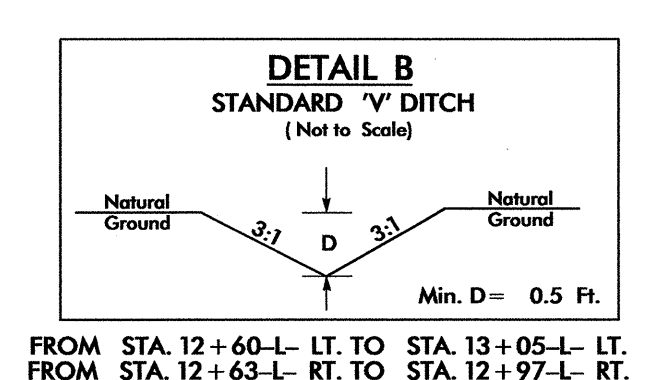 DETAIL B
STANDARD 'V' DITCH
(Not to Scale)
Natural
Ground
3:1
D
3:1
Natural
Ground
Min. D= 0.5 Ft.
FROM STA. 12+60-L- LT. TO STA. 13+05-L- LT.
FROM STA. 12+63-L- RT. TO STA. 12+97-L- RT.